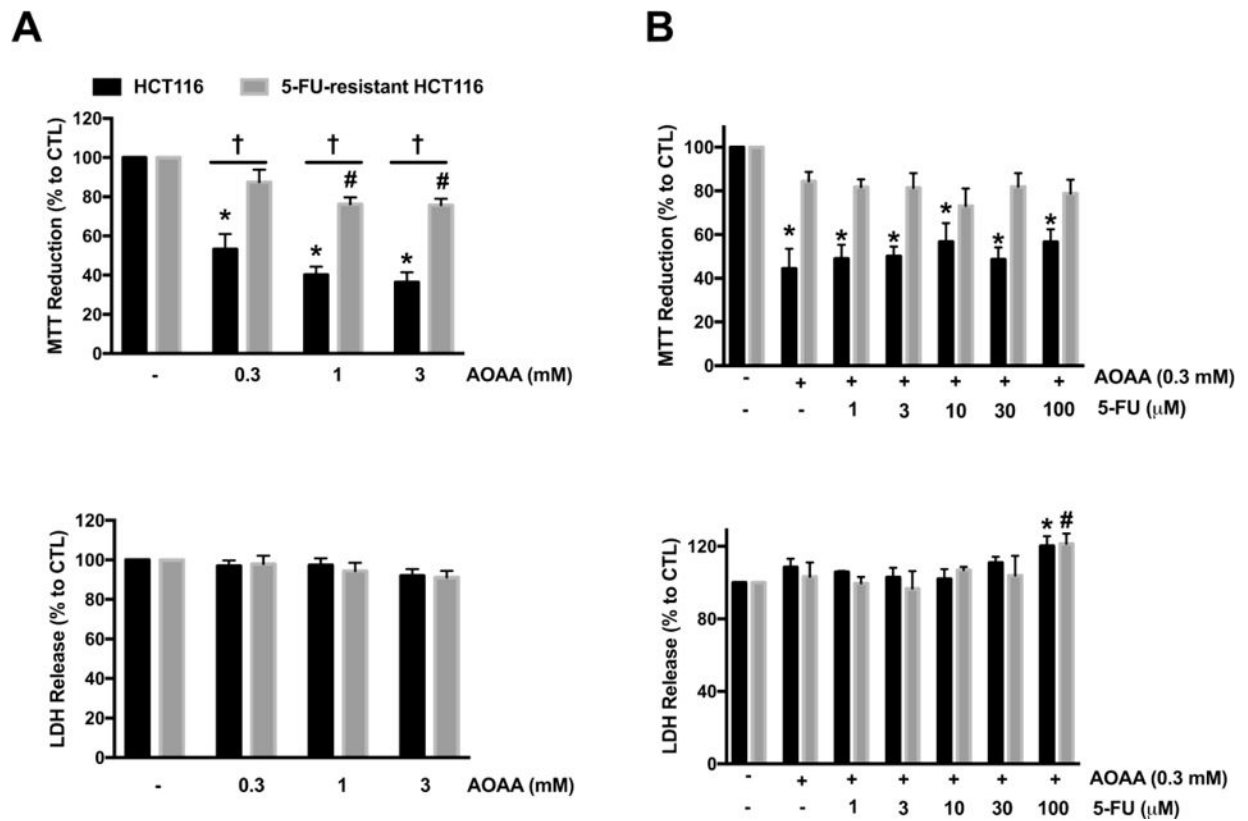 A
B
HCT116
5-FU-resistant HCT116
MTT Reduction (% to CTL)
120
100
80
60
40
20
0
† † †
* * # * #
- 0.3 1 3 AOAA (mM)
MTT Reduction (% to CTL)
100
80
60
40
20
0
* * * * * *
- + + + + + + AOAA (0.3 mM)
- - 1 3 10 30 100 5-FU (μM)
LDH Release (% to CTL)
120
100
80
60
40
20
0
- 0.3 1 3 AOAA (mM)
LDH Release (% to CTL)
120
80
40
0
* #
- + + + + + + AOAA (0.3 mM)
- - 1 3 10 30 100 5-FU (μM)